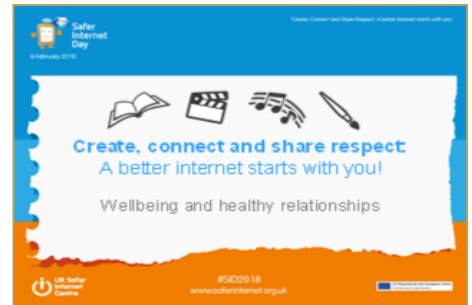 Safer
Internet
Day
6 February 2018
'Create, Connect and Share Respect: A better internet starts with you'
Create, connect and share respect:
A better internet starts with you!
Wellbeing and healthy relationships
UK Safer
Internet
Centre
#SID2018
www.saferinternet.org.uk